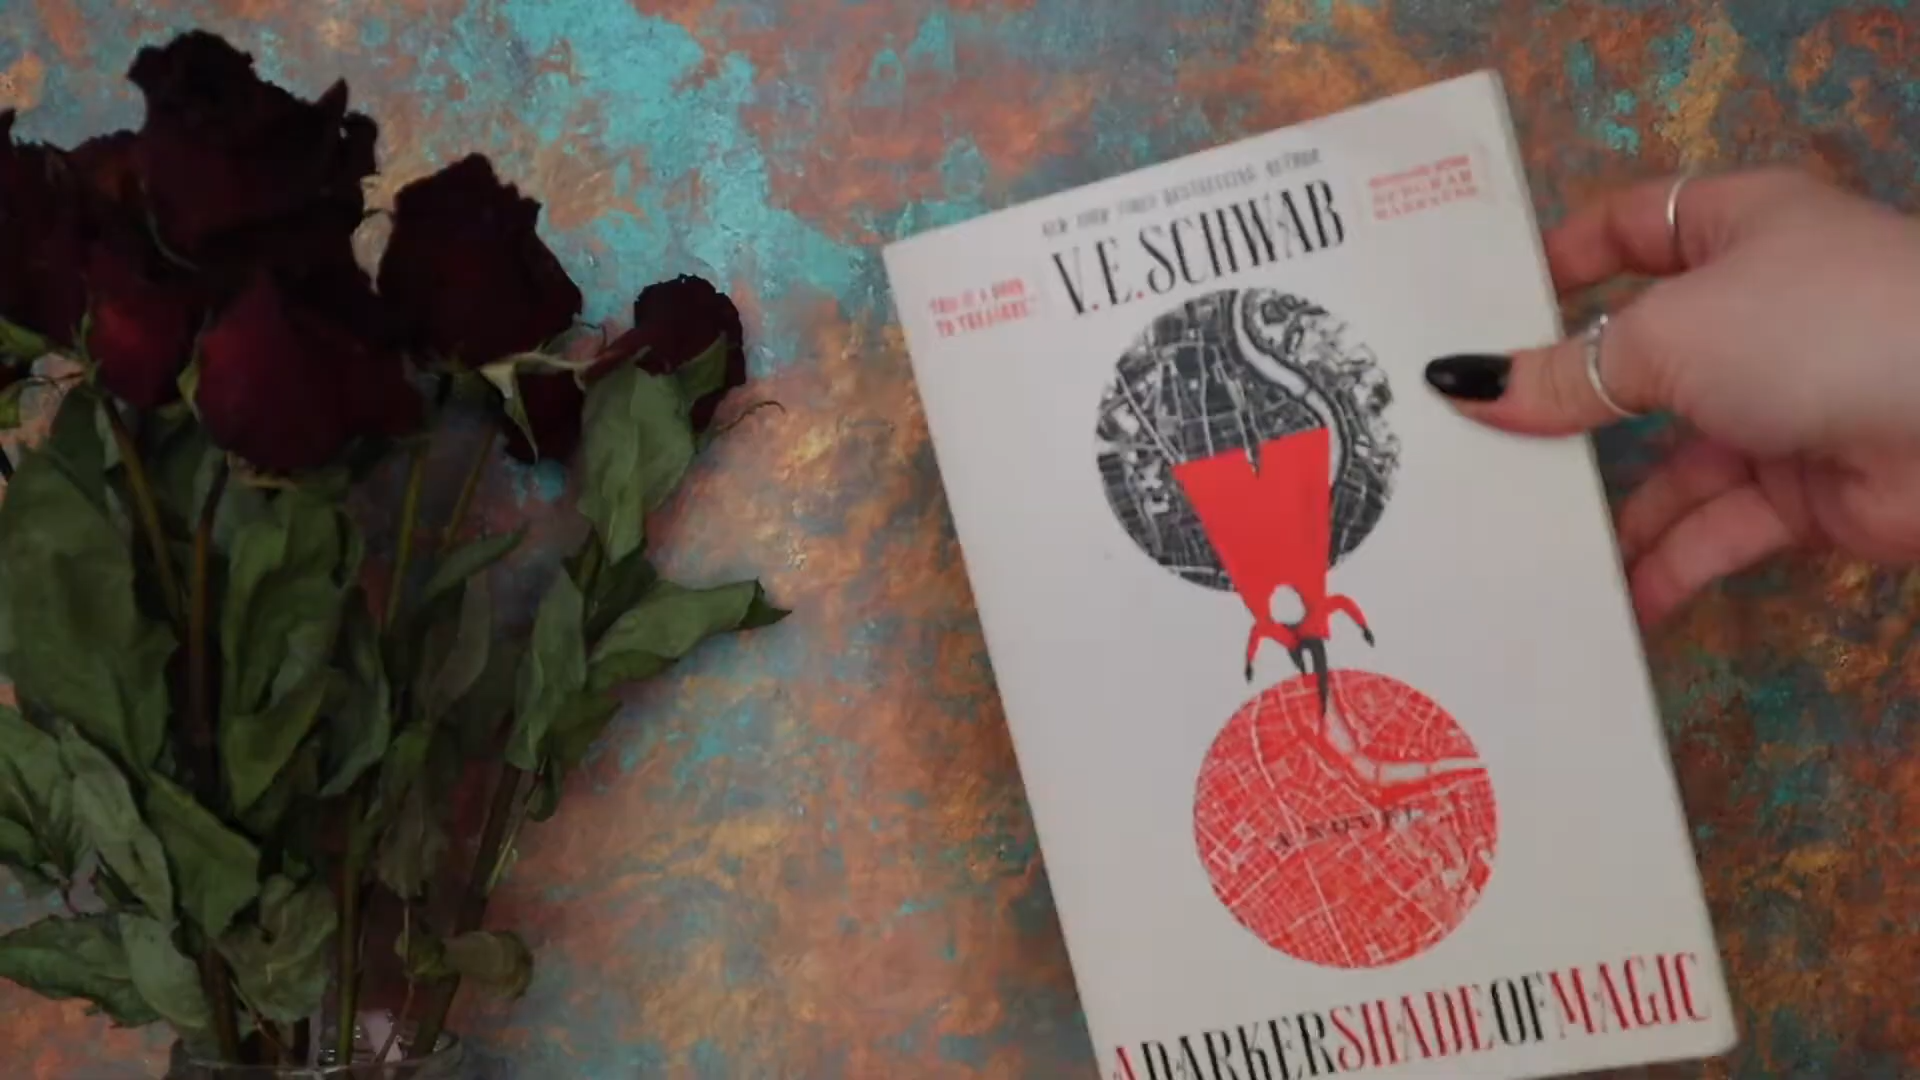 NEW YORK TIMES BESTSELLING AUTHOR
V.E.SCHWAB
"THIS IS A BOOK
TO TREASURE."
A NOVEL
A DARKER SHADE OF MAGIC